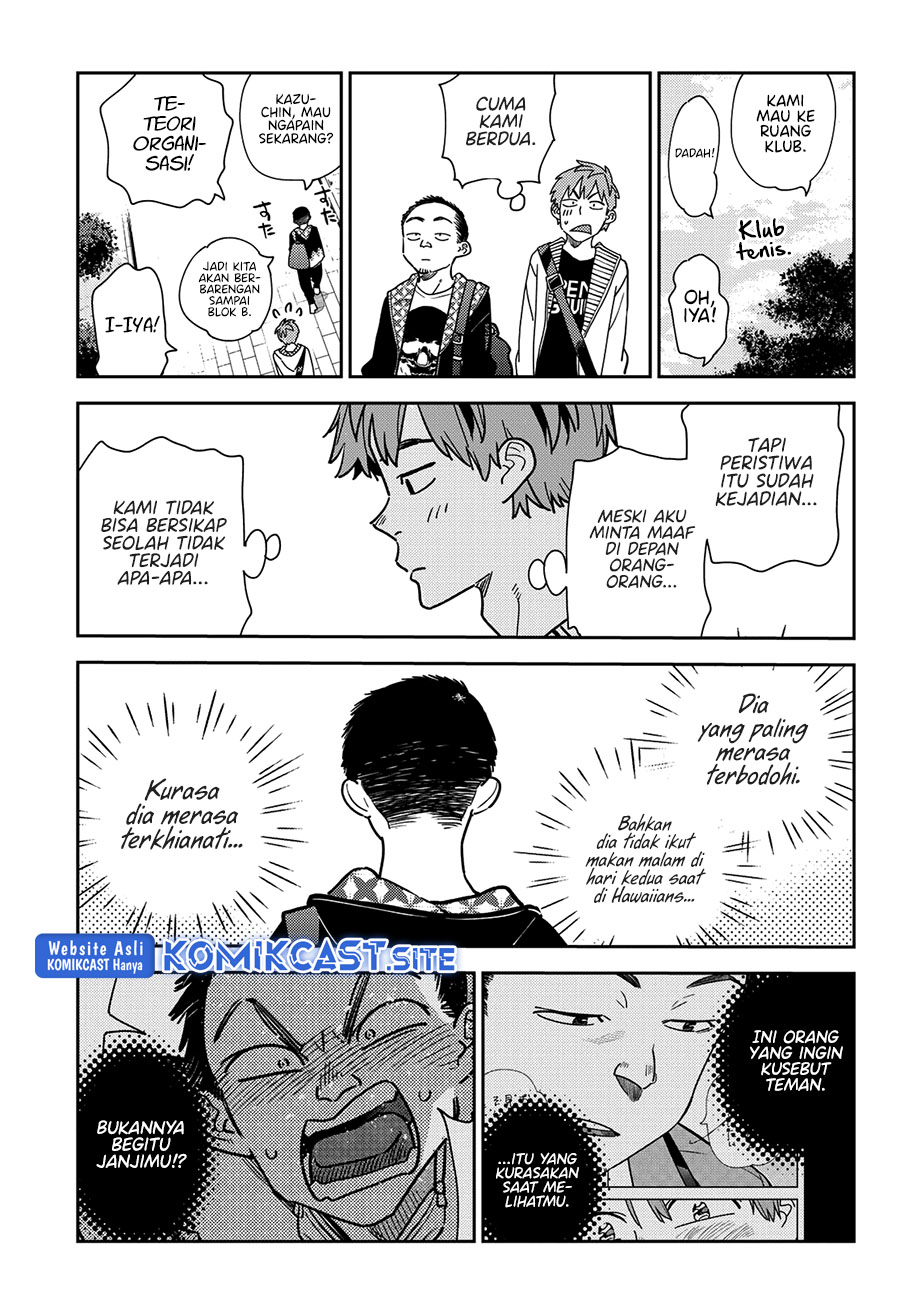 KAMI
MAU KE
RUANG
KLUB.
DADAH!
Klub
tenis.
OH,
IYA!
CUMA
KAMI
BERDUA.
KAZU-
CHIN, MAU
NGAPAIN
SEKARANG?
TE-
TEORI
ORGANI-
SASI!
すた
すた
JADI KITA
AKAN BER-
BARENGAN
SAMPAI
BLOK B.
I-IYA!
TAPI
PERISTIWA
ITU SUDAH
KEJADIAN...
MESKI AKU
MINTA MAAF
DI DEPAN
ORANG-
ORANG...
KAMI TIDAK
BISA BERSIKAP
SEOLAH TIDAK
TERJADI
APA-APA...
Dia
yang paling
merasa
terbodohi.
Bahkan
dia tidak ikut
makan malam di
hari kedua saat
di Hawaiians...
Kurasa
dia merasa
terkhianati...
Website Asli
KOMIKCAST Hanya
KOMIKCAST.SITE
INI ORANG
YANG INGIN
KUSEBUT
TEMAN.
...ITU YANG
KURASAKAN
SAAT ME-
LIHATMU.
BUKANNYA
BEGITU
JANJIMU!?